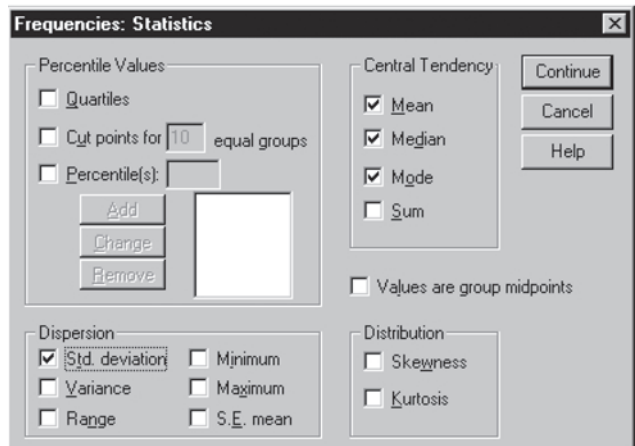 Frequencies: Statistics
Percentile Values
Quartiles
Cut points for 10 equal groups
Percentile(s):
Add
Change
Remove
Central Tendency
Mean
Median
Mode
Sum
Continue
Cancel
Help
Values are group midpoints
Dispersion
Std. deviation
Minimum
Variance
Maximum
Range
S.E. mean
Distribution
Skewness
Kurtosis